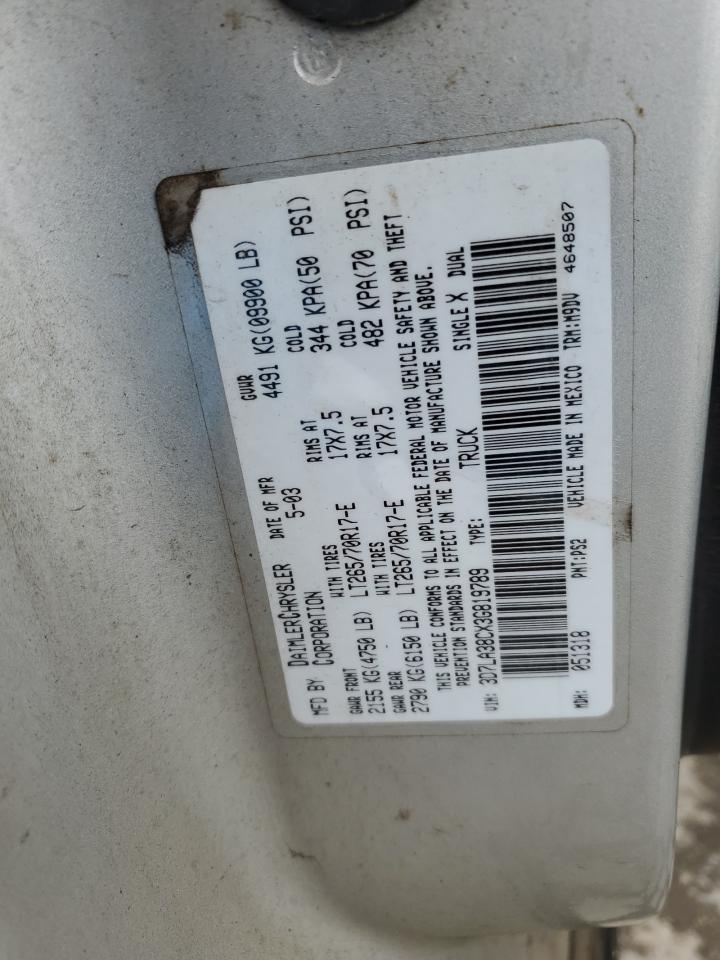 MFD BY DAIMLERCHRYSLER CORPORATION DATE OF MFR 5-03 GVWR 4491 KG(09900 LB)
GAWR FRONT WITH TIRES RIMS AT COLD
2155 KG(4750 LB) LT265/70R17-E 17X7.5 344 KPA(50 PSI)
GAWR REAR WITH TIRES RIMS AT COLD
2790 KG(6150 LB) LT265/70R17-E 17X7.5 482 KPA(70 PSI)
THIS VEHICLE CONFORMS TO ALL APPLICABLE FEDERAL MOTOR VEHICLE SAFETY AND THEFT
PREVENTION STANDARDS IN EFFECT ON THE DATE OF MANUFACTURE SHOWN ABOVE.
VIN: 3D7LA38CX3G819789 TYPE: TRUCK SINGLE X DUAL
MDH: 051318 PNT:PS2 VEHICLE MADE IN MEXICO TRM:M9DV 4648507